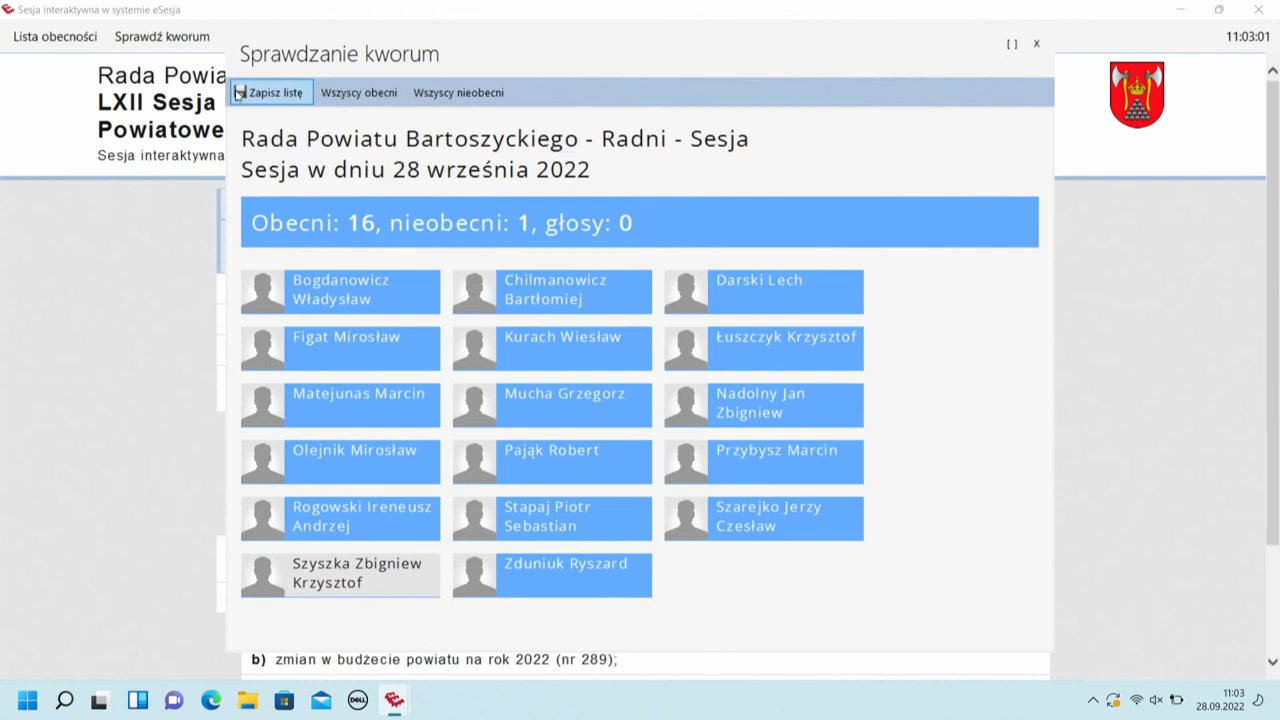 Sesja interaktywna w systemie eSesja
Lista obecności Sprawdź kworum
11:03:01
Sprawdzanie kworum
[ ] X
Zapisz listę Wszyscy obecni Wszyscy nieobecni
Rada Powia
LXII Sesja
Powiatowe
Sesja interaktywna
Rada Powiatu Bartoszyckiego - Radni - Sesja
Sesja w dniu 28 września 2022
Obecni: 16, nieobecni: 1, głosy: 0
Bogdanowicz
Władysław
Chilmanowicz
Bartłomiej
Darski Lech
Figat Mirosław
Kurach Wiesław
Łuszczyk Krzysztof
Matejunas Marcin
Mucha Grzegorz
Nadolny Jan
Zbigniew
Olejnik Mirosław
Pająk Robert
Przybysz Marcin
Rogowski Ireneusz
Andrzej
Stapaj Piotr
Sebastian
Szarejko Jerzy
Czesław
Szyszka Zbigniew
Krzysztof
Zduniuk Ryszard
b) zmian w budżecie powiatu na rok 2022 (nr 289);
DELL
11:03
28.09.2022